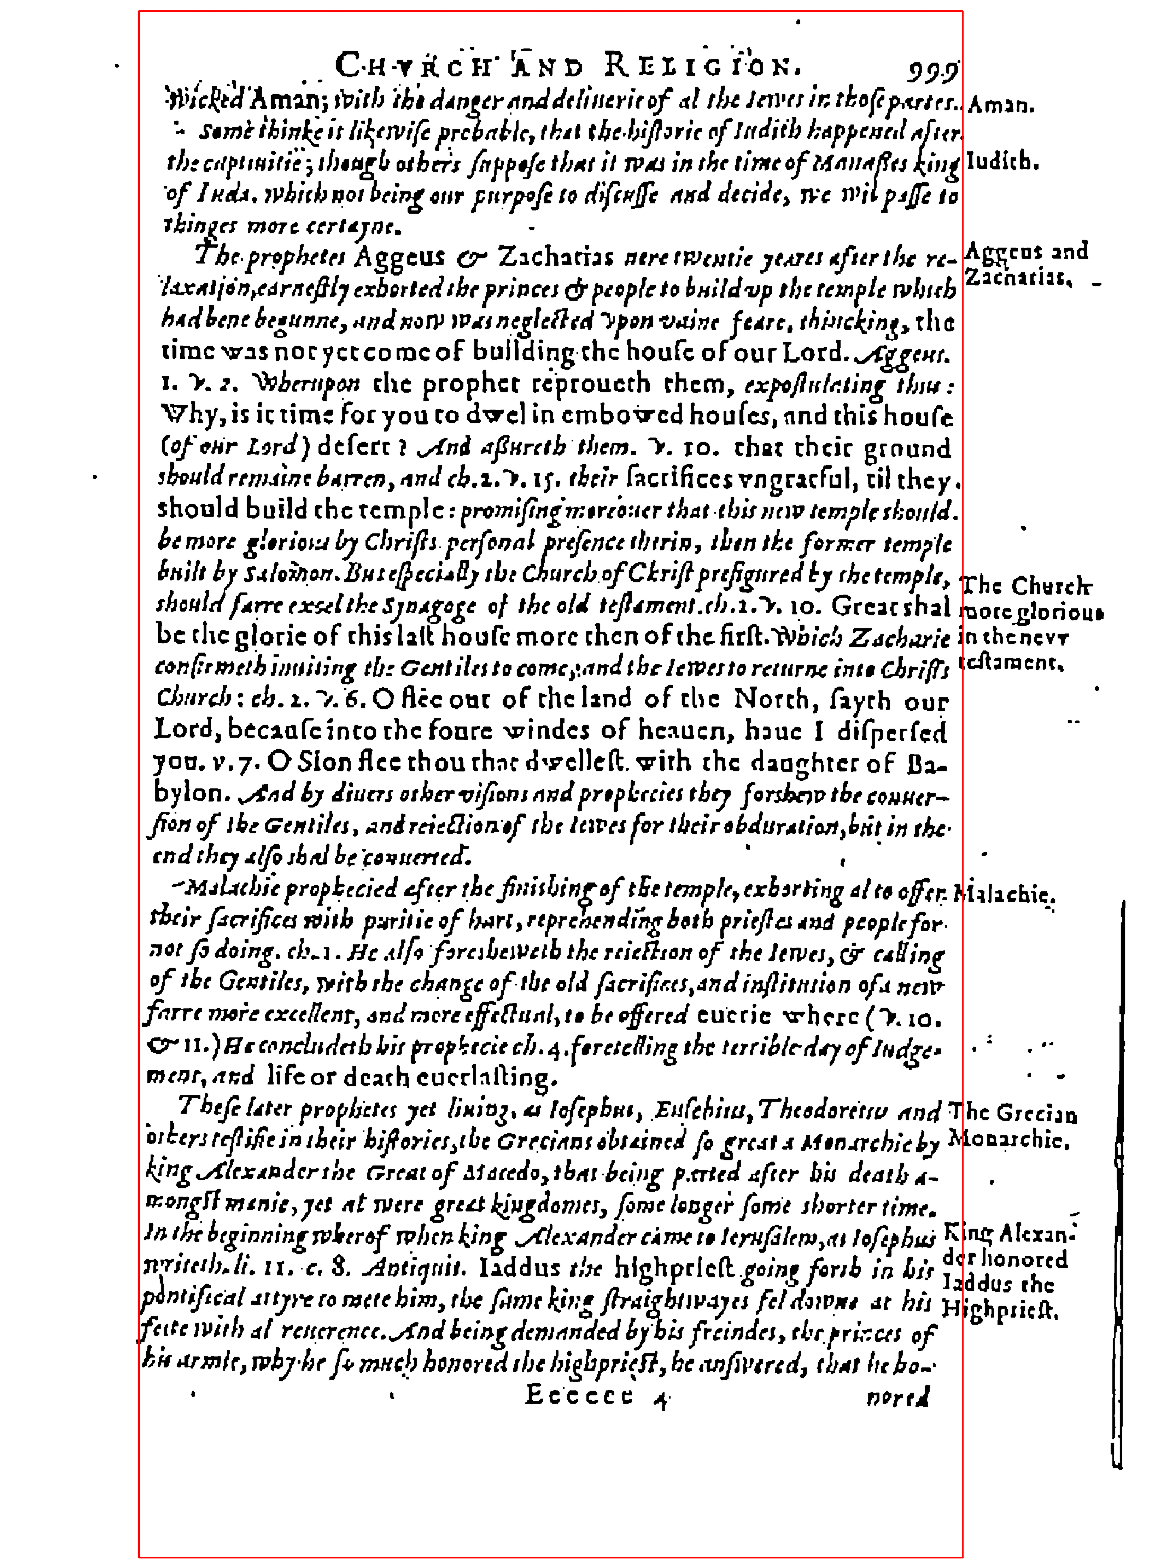 CHVRCH AND RELIGION. 999
wicked Aman; with the danger and deliuerie of al the Iewes in those partes. Aman.
Some thinke it likewise probable, that the historie of Iudith happened after
the captiuitie; though others suppose that it was in the time of Manasses king Iudith.
of Iuda. which not being our purpose to discusse and decide, we wil passe to
thinges more certayne.
The prophetes Aggeus & Zacharias nere twentie yeares after the re- Aggeus and
laxation, earnestly exhorted the princes & people to build vp the temple which Zacharias.
had bene begunne, and now was neglected vpon vaine feare, thincking, the
time was not yet come of building the house of our Lord. Aggeus.
1. v. 2. Wherupon the prophet reproueth them, expostulating thus:
Why, is it time for you to dwel in embowed houses, and this house
(of our Lord) desert? And assureth them. v. 10. that their ground
should remaine barren, and ch. 2. v. 15. their sacrifices vngratful, til they
should build the temple: promising moreouer that this new temple should
be more glorious by Christs personal presence therin, then the former temple
built by Salomon. But especially the Church of Christ prefigured by the temple, The Church
should farre excel the Synagoge of the old testament. ch. 2. v. 10. Great shal more glorious
be the glorie of this last house more then of the first. Which Zacharie in the nevv
confirmeth inuiting the Gentiles to come, and the Iewes to returne into Christs testament.
Church: ch. 2. v. 6. O flee out of the land of the North, sayth our
Lord, because into the foure windes of heauen, haue I dispersed
you. v. 7. O Sion flee thou that dwellest with the daughter of Ba-
bylon. And by diuers other visions and prophecies they forshew the conuer-
sion of the Gentiles, and reiection of the Iewes for their obduration, but in the
end they also shal be conuerted.
Malachie prophecied after the finishing of the temple, exhorting al to offer Malachie.
their sacrifices with puritie of hart, reprehending both priestes and people for
not so doing. ch. 1. He also foresheweth the reiection of the Iewes, & calling
of the Gentiles, with the change of the old sacrifices, and institution of a new
farre more excellent, and more effectual, to be offered euerie where (v. 10.
& 11.) He concludeth his prophecie ch. 4. foretelling the terrible day of Iudge-
ment, and life or death euerlasting.
These later prophetes yet liuing, as Iosephus, Eusebius, Theodoretus and The Grecian
others testifie in their histories, the Grecians obtained so great a Monarchie by Monarchie.
king Alexander the Great of Macedo, that being parted after his death a-
mongst manie, yet al were great kingdomes, some longer some shorter time.
In the beginning wherof when king Alexander came to Ierusalem, as Iosephus King Alexan-
writeth. li. 11. c. 8. Antiquit. Iaddus the highpriest going forth in his der honored
pontifical attyre to mete him, the same king straightwayes fel downe at his Iaddus the
feete with al reuerence. And being demanded by his freindes, the princes of Highpriest.
his armie, why he so much honored the highpriest, he answered, that he ho-
Eeeeee 4 nored